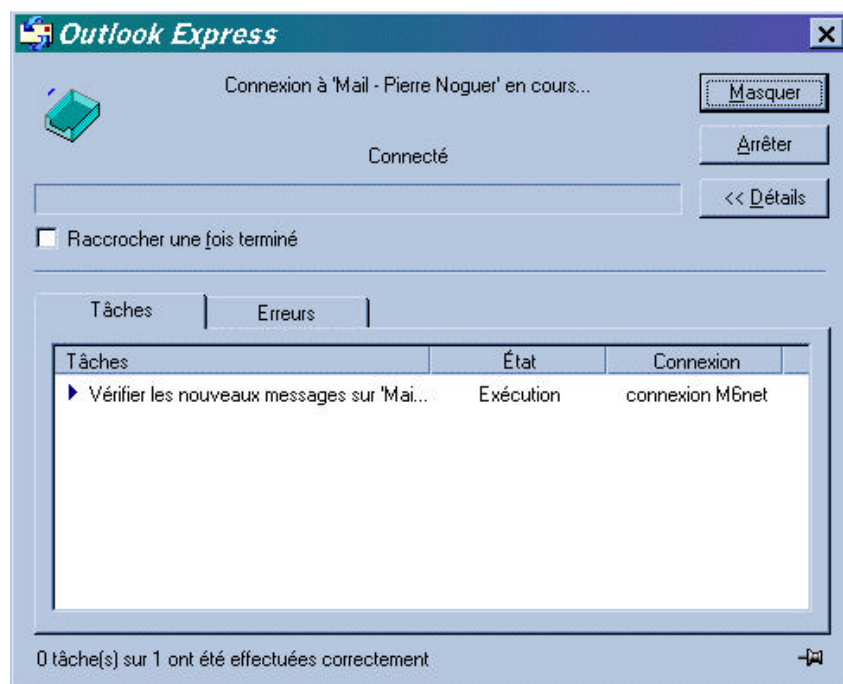 Outlook Express
Connexion à 'Mail - Pierre Noguer' en cours...
Masquer
Connecté
Arrêter
<< Détails
Raccrocher une fois terminé
Tâches Erreurs
Tâches État Connexion
Vérifier les nouveaux messages sur 'Mai... Exécution connexion M6net
0 tâche(s) sur 1 ont été effectuées correctement